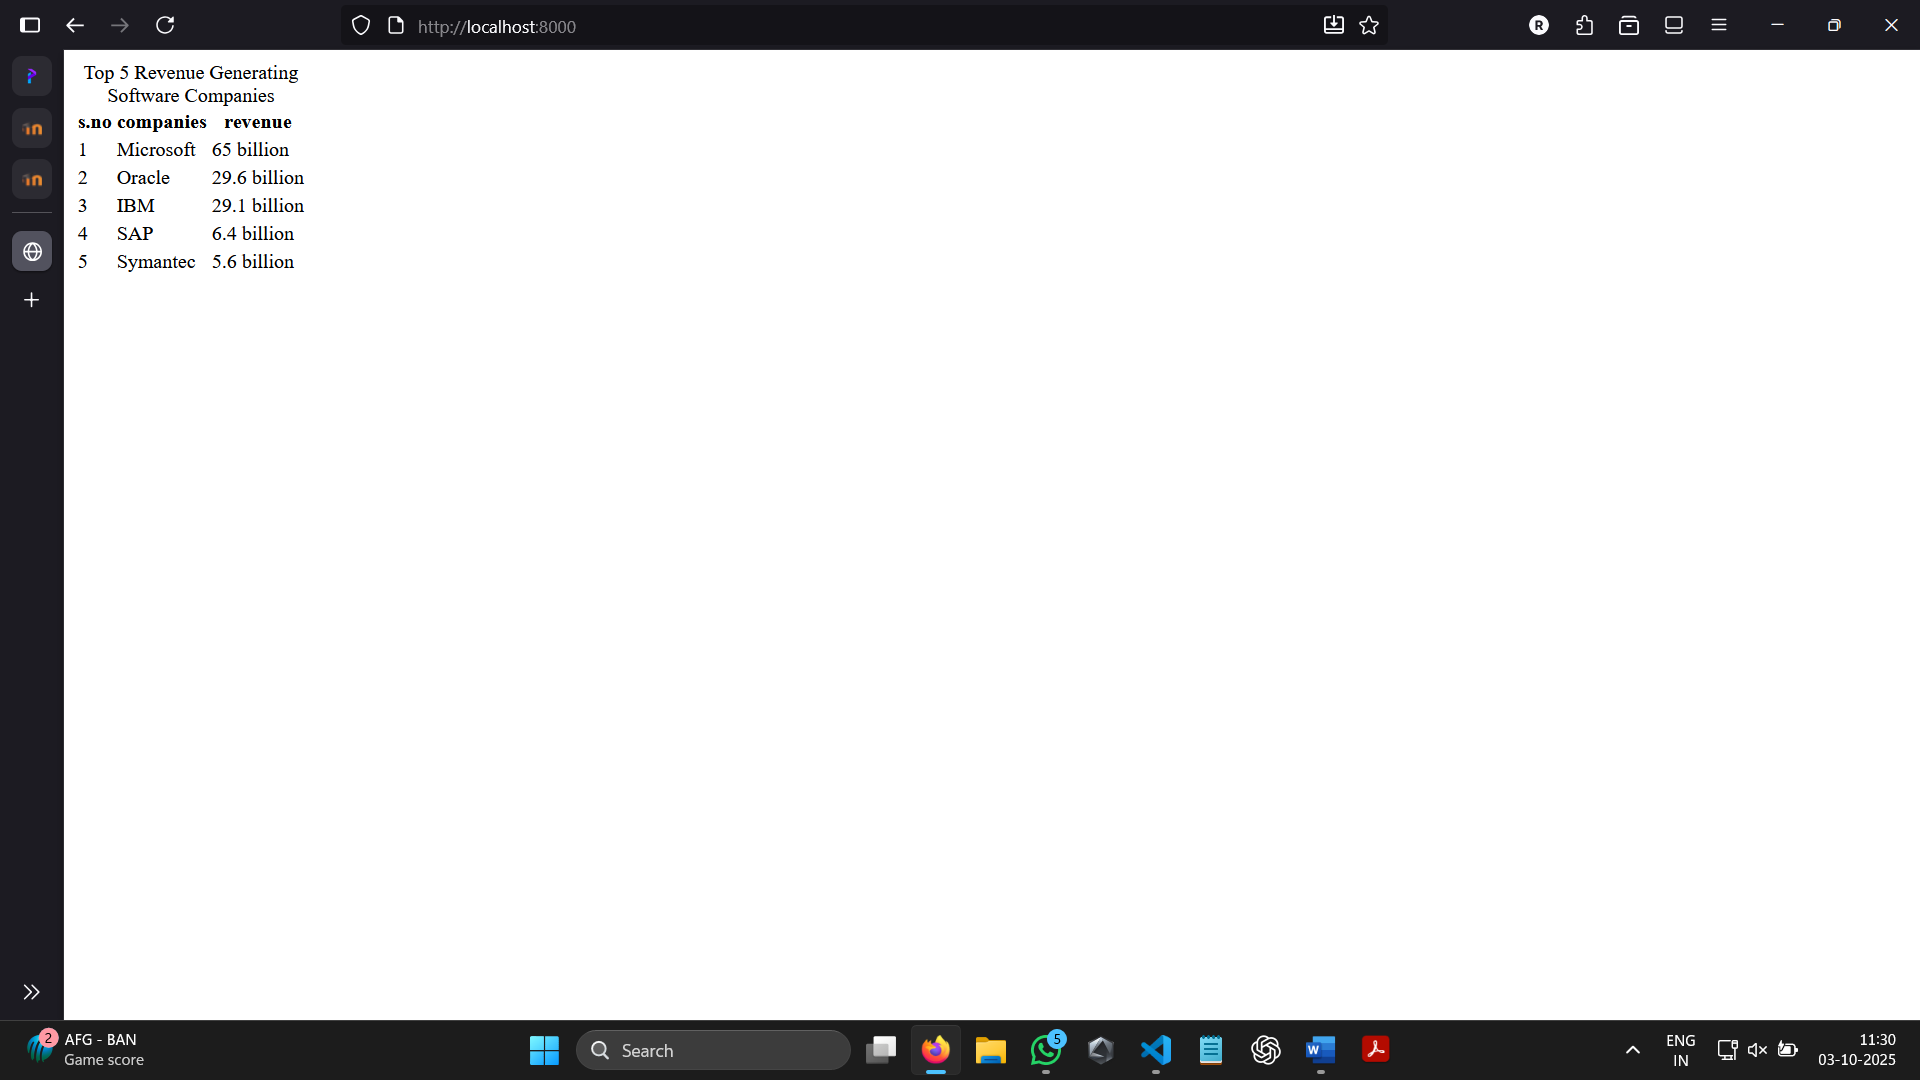 http://localhost:8000
R
Top 5 Revenue Generating
Software Companies
s.no companies revenue
1 Microsoft 65 billion
2 Oracle 29.6 billion
3 IBM 29.1 billion
4 SAP 6.4 billion
5 Symantec 5.6 billion
2
AFG - BAN
Game score
Search
5
W
ENG
IN
11:30
03-10-2025